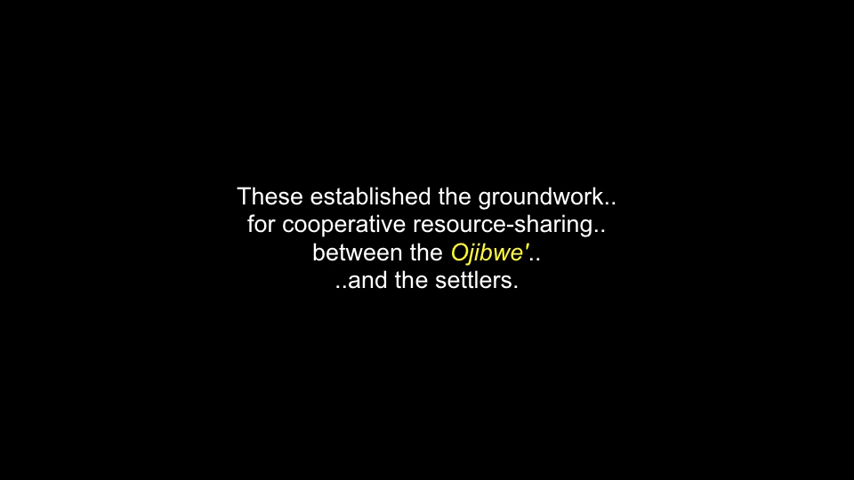 These established the groundwork..
for cooperative resource-sharing..
between the Ojibwe'..
..and the settlers.